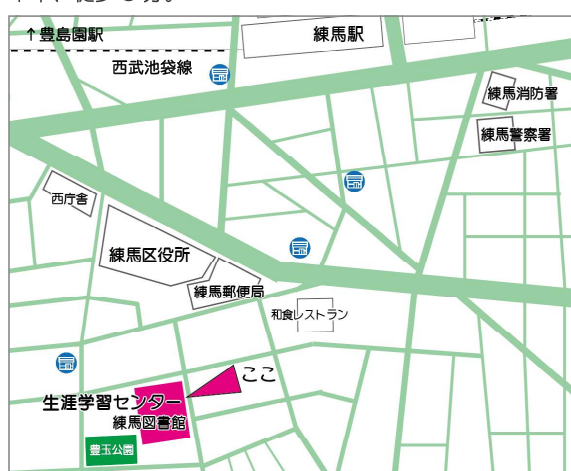 ↑豊島園駅
練馬駅
西武池袋線
練馬消防署
練馬警察署
西庁舎
練馬区役所
練馬郵便局
和食レストラン
ここ
生涯学習センター
練馬図書館
豊玉公園